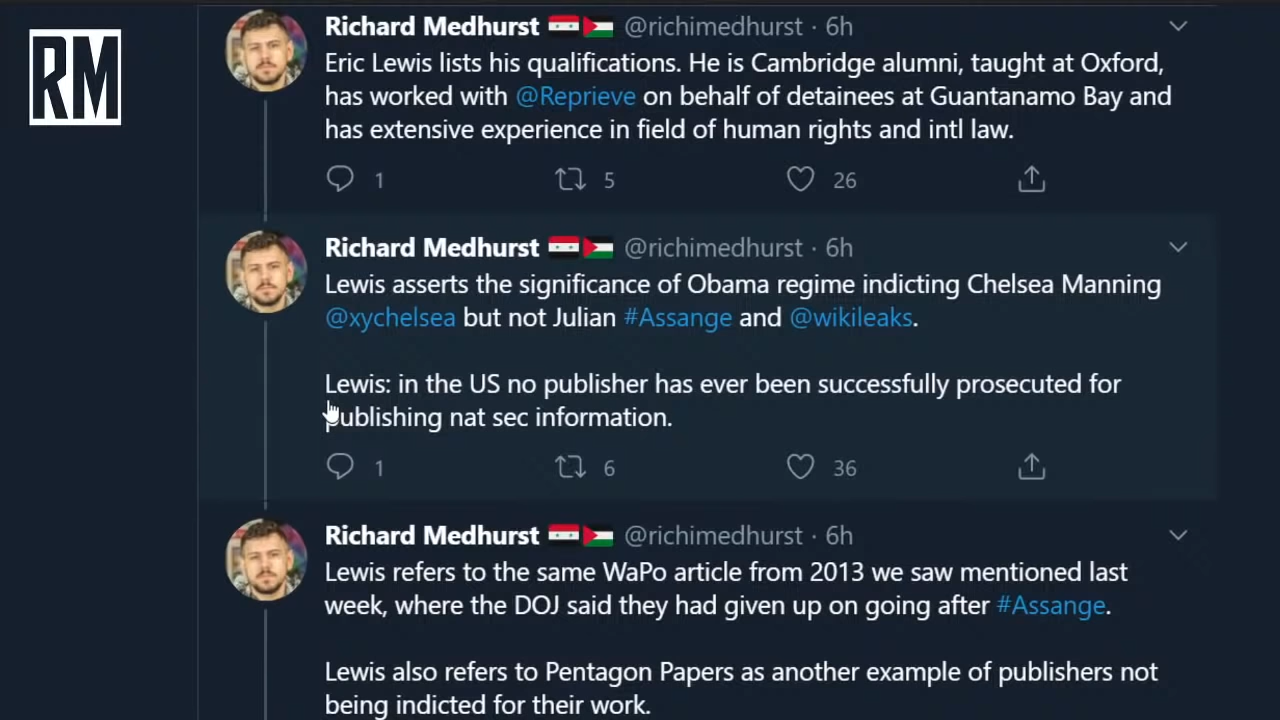 RM
Richard Medhurst 🇸🇾🇵🇸 @richimedhurst · 6h
Eric Lewis lists his qualifications. He is Cambridge alumni, taught at Oxford,
has worked with @Reprieve on behalf of detainees at Guantanamo Bay and
has extensive experience in field of human rights and intl law.
1 5 26
Richard Medhurst 🇸🇾🇵🇸 @richimedhurst · 6h
Lewis asserts the significance of Obama regime indicting Chelsea Manning
@xychelsea but not Julian #Assange and @wikileaks.
Lewis: in the US no publisher has ever been successfully prosecuted for
publishing nat sec information.
1 6 36
Richard Medhurst 🇸🇾🇵🇸 @richimedhurst · 6h
Lewis refers to the same WaPo article from 2013 we saw mentioned last
week, where the DOJ said they had given up on going after #Assange.
Lewis also refers to Pentagon Papers as another example of publishers not
being indicted for their work.